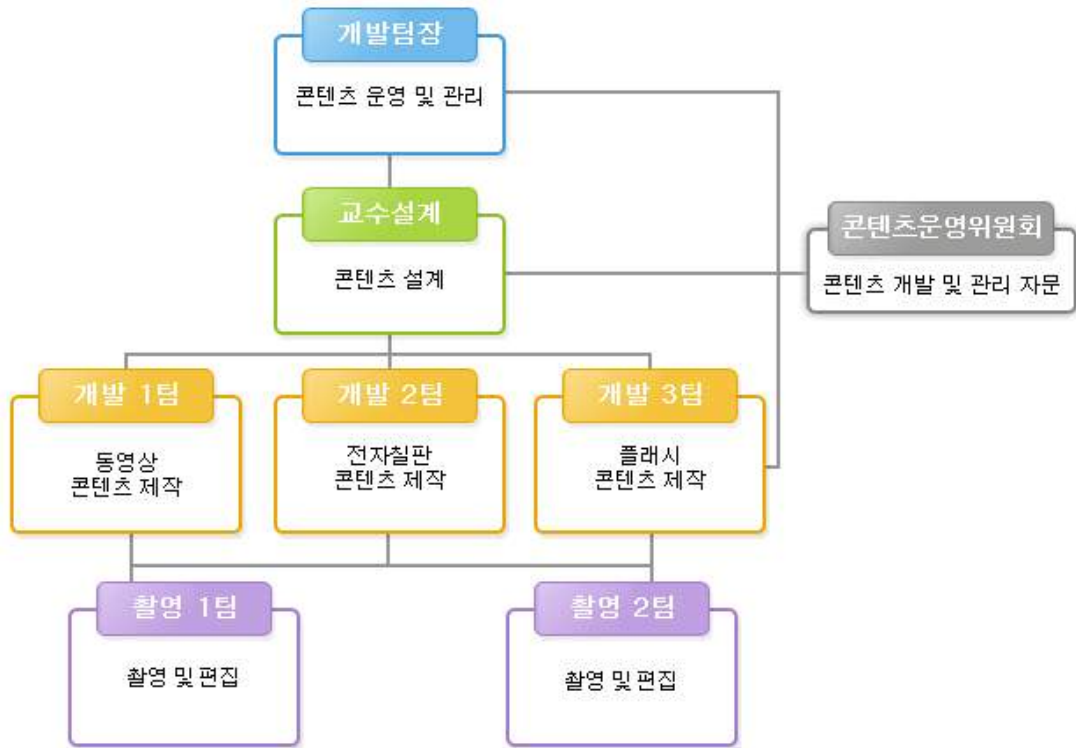 개발팀장
콘텐츠 운영 및 관리
교수설계
콘텐츠 설계
콘텐츠운영위원회
콘텐츠 개발 및 관리 자문
개발 1팀
동영상
콘텐츠 제작
개발 2팀
전자칠판
콘텐츠 제작
개발 3팀
플래시
콘텐츠 제작
촬영 1팀
촬영 및 편집
촬영 2팀
촬영 및 편집